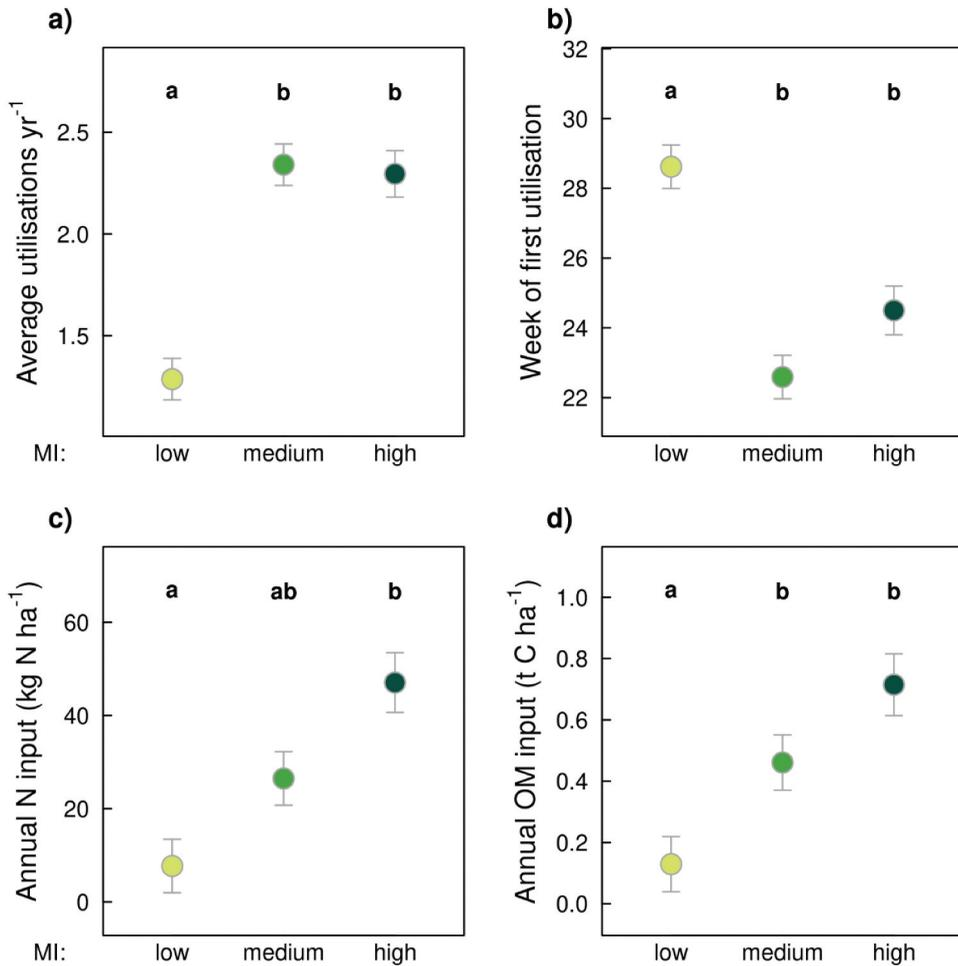 a)
Average utilisations yr-1
2.5
2.0
1.5
a b b
MI: low medium high
b)
Week of first utilisation
32
30
28
26
24
22
a b b
low medium high
c)
Annual N input (kg N ha-1)
60
40
20
0
a ab b
MI: low medium high
d)
Annual OM input (t C ha-1)
1.0
0.8
0.6
0.4
0.2
0.0
a b b
low medium high